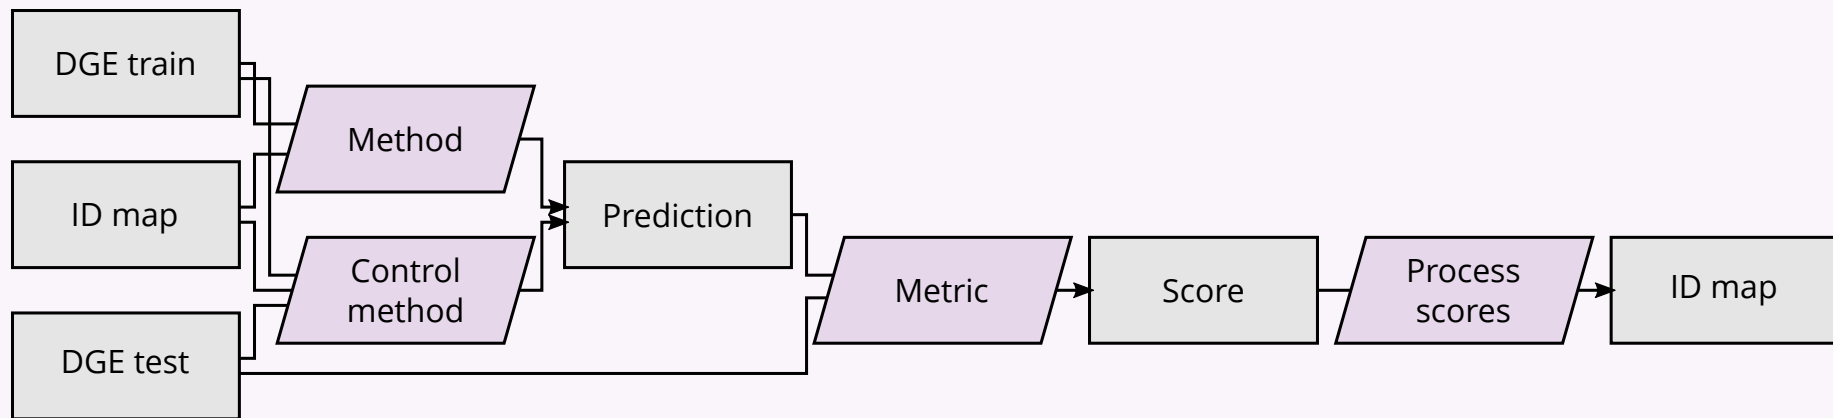 DGE train
Method
ID map
Prediction
Control
method
DGE test
Metric
Score
Process
scores
ID map